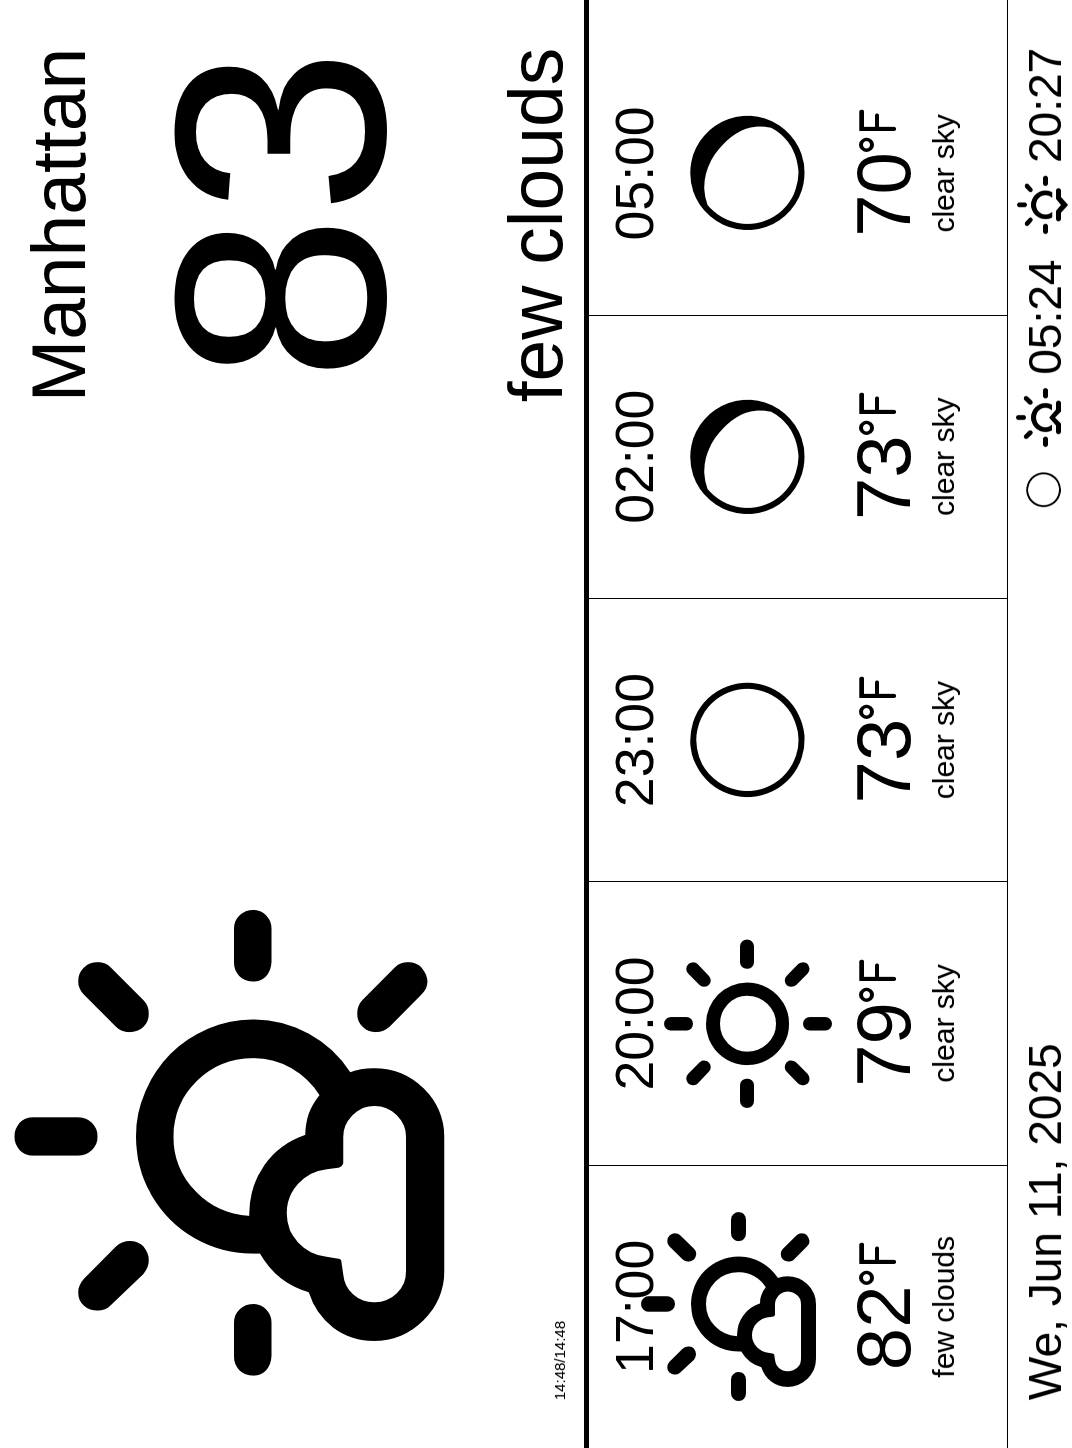 Manhattan
83
few clouds
14:48/14:48
17:00
82°F
few clouds
20:00
79°F
clear sky
23:00
73°F
clear sky
02:00
73°F
clear sky
05:00
70°F
clear sky
We, Jun 11, 2025
05:24
20:27